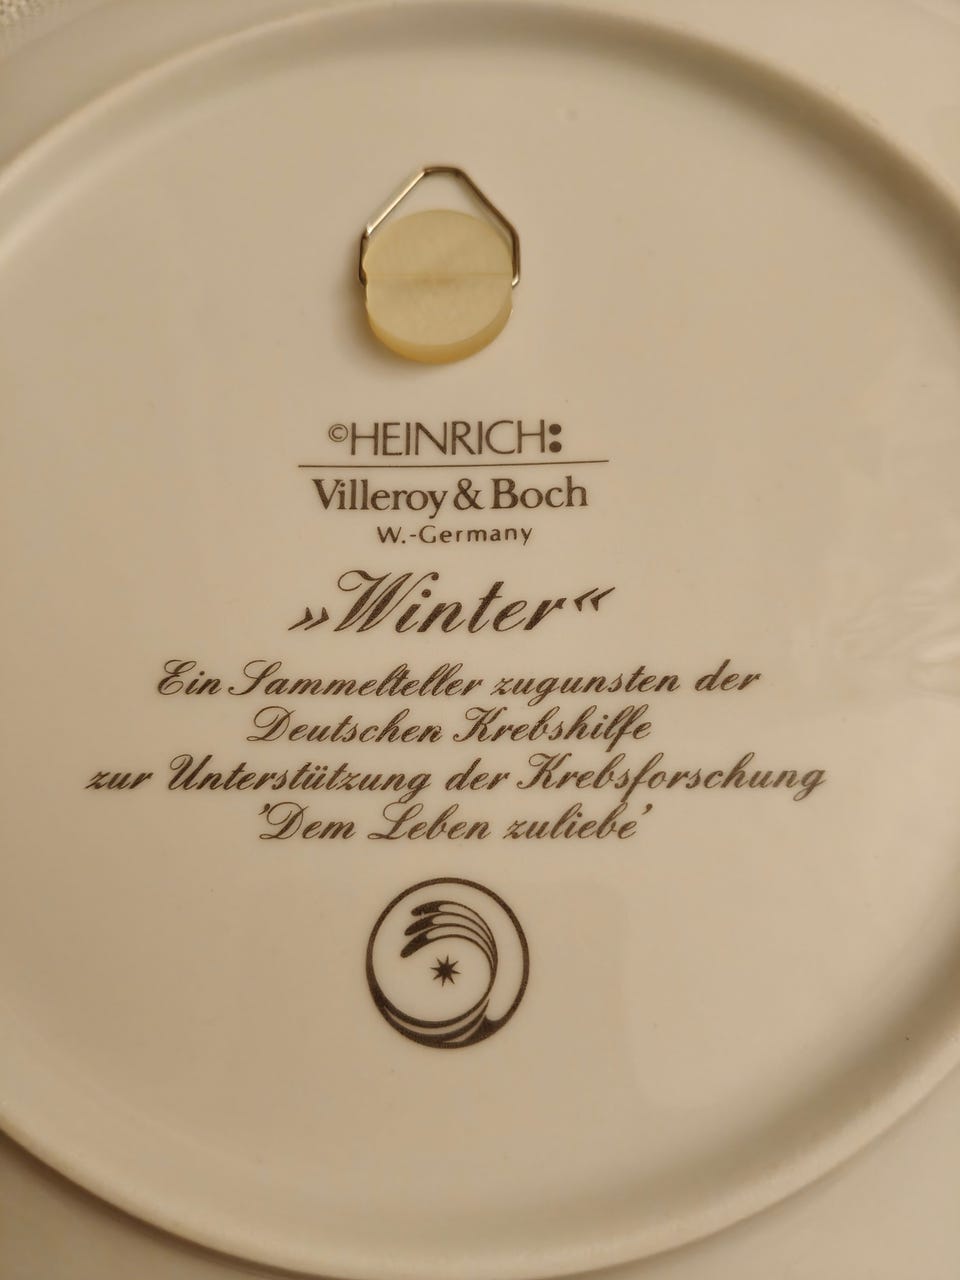 ©HEINRICH:
Villeroy & Boch
W.-Germany
»Winter«
Ein Sammelteller zugunsten der
Deutschen Krebshilfe
zur Unterstützung der Krebsforschung
'Dem Leben zuliebe'